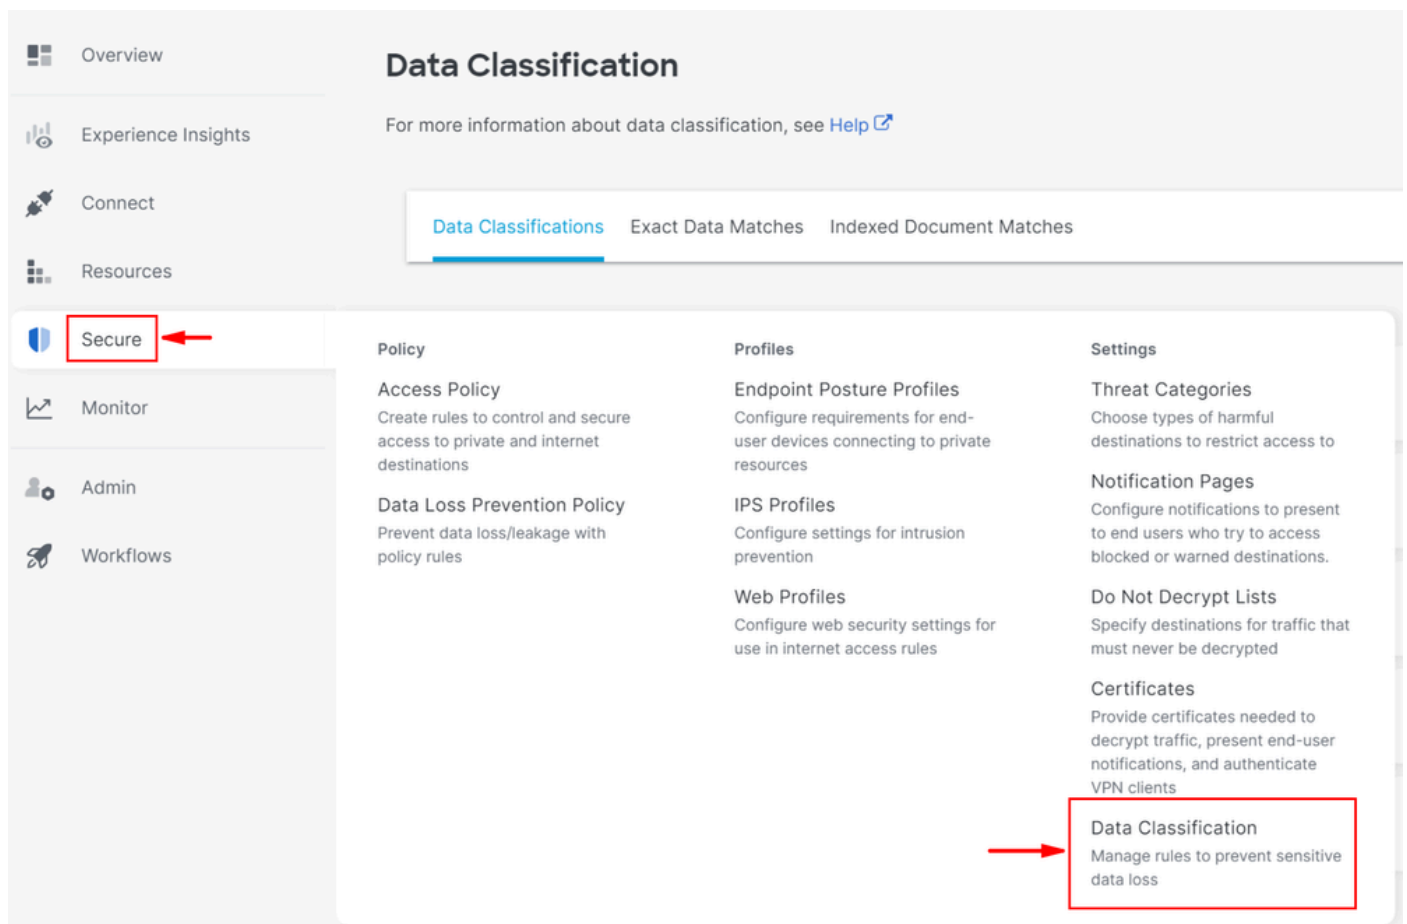 Overview
Experience Insights
Connect
Resources
Secure
Monitor
Admin
Workflows
Data Classification
For more information about data classification, see Help
Data Classifications Exact Data Matches Indexed Document Matches
Policy
Access Policy
Create rules to control and secure
access to private and internet
destinations
Data Loss Prevention Policy
Prevent data loss/leakage with
policy rules
Profiles
Endpoint Posture Profiles
Configure requirements for end-
user devices connecting to private
resources
IPS Profiles
Configure settings for intrusion
prevention
Web Profiles
Configure web security settings for
use in internet access rules
Settings
Threat Categories
Choose types of harmful
destinations to restrict access to
Notification Pages
Configure notifications to present
to end users who try to access
blocked or warned destinations.
Do Not Decrypt Lists
Specify destinations for traffic that
must never be decrypted
Certificates
Provide certificates needed to
decrypt traffic, present end-user
notifications, and authenticate
VPN clients
Data Classification
Manage rules to prevent sensitive
data loss